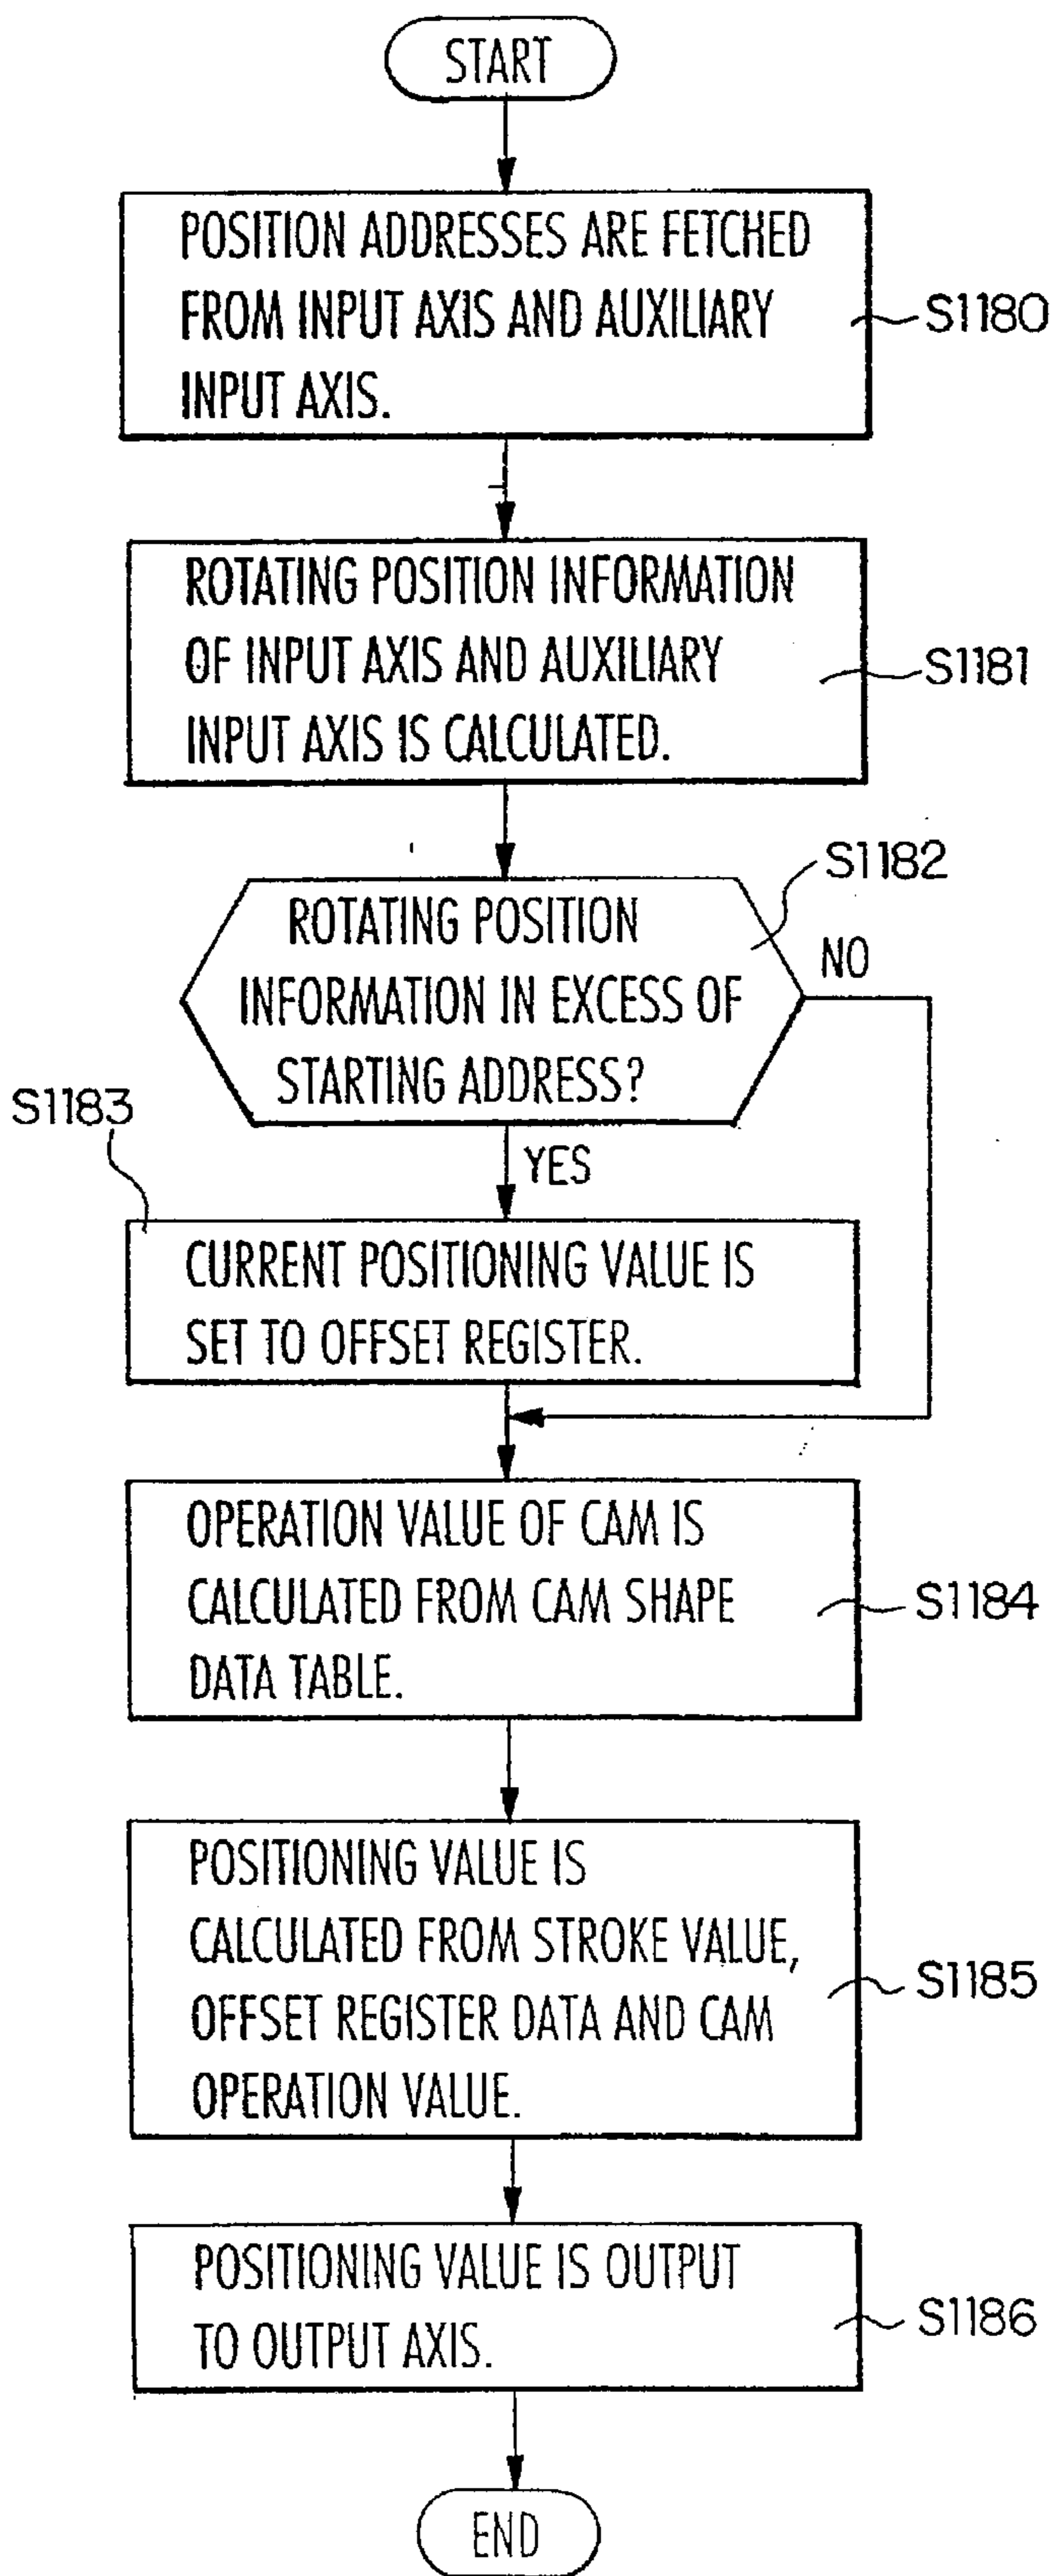 START
POSITION ADDRESSES ARE FETCHED
FROM INPUT AXIS AND AUXILIARY
INPUT AXIS.
S1180
ROTATING POSITION INFORMATION
OF INPUT AXIS AND AUXILIARY
INPUT AXIS IS CALCULATED.
S1181
S1182
ROTATING POSITION
INFORMATION IN EXCESS OF
STARTING ADDRESS?
NO
YES
S1183
CURRENT POSITIONING VALUE IS
SET TO OFFSET REGISTER.
OPERATION VALUE OF CAM IS
CALCULATED FROM CAM SHAPE
DATA TABLE.
S1184
POSITIONING VALUE IS
CALCULATED FROM STROKE VALUE,
OFFSET REGISTER DATA AND CAM
OPERATION VALUE.
S1185
POSITIONING VALUE IS OUTPUT
TO OUTPUT AXIS.
S1186
END